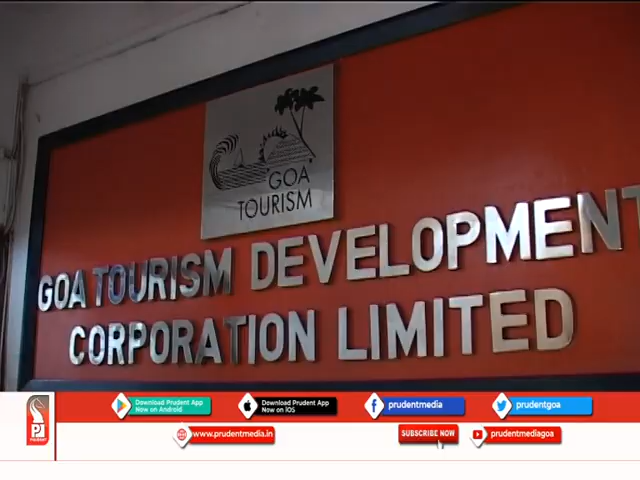 GOA
TOURISM
GOA TOURISM DEVELOPMENT
CORPORATION LIMITED
PRUDENT
Download Prudent App
Now on Android
Download Prudent App
Now on iOS
prudentmedia
prudentgoa
www.prudentmedia.in
SUBSCRIBE NOW
prudentmediagoa